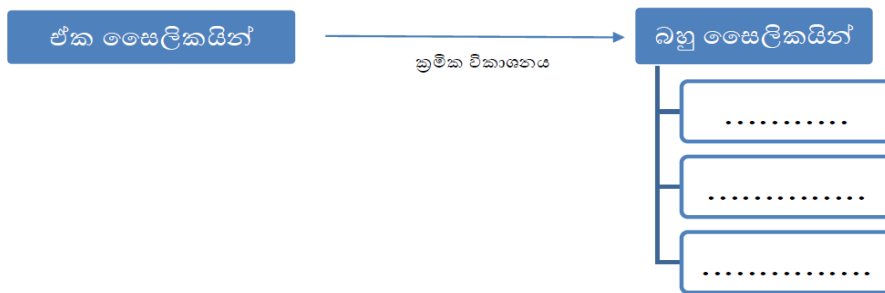 ඒක සෛලිකයින්
බහු සෛලිකයින්
ක්‍රමික විකාශනය
...........
..............
...............